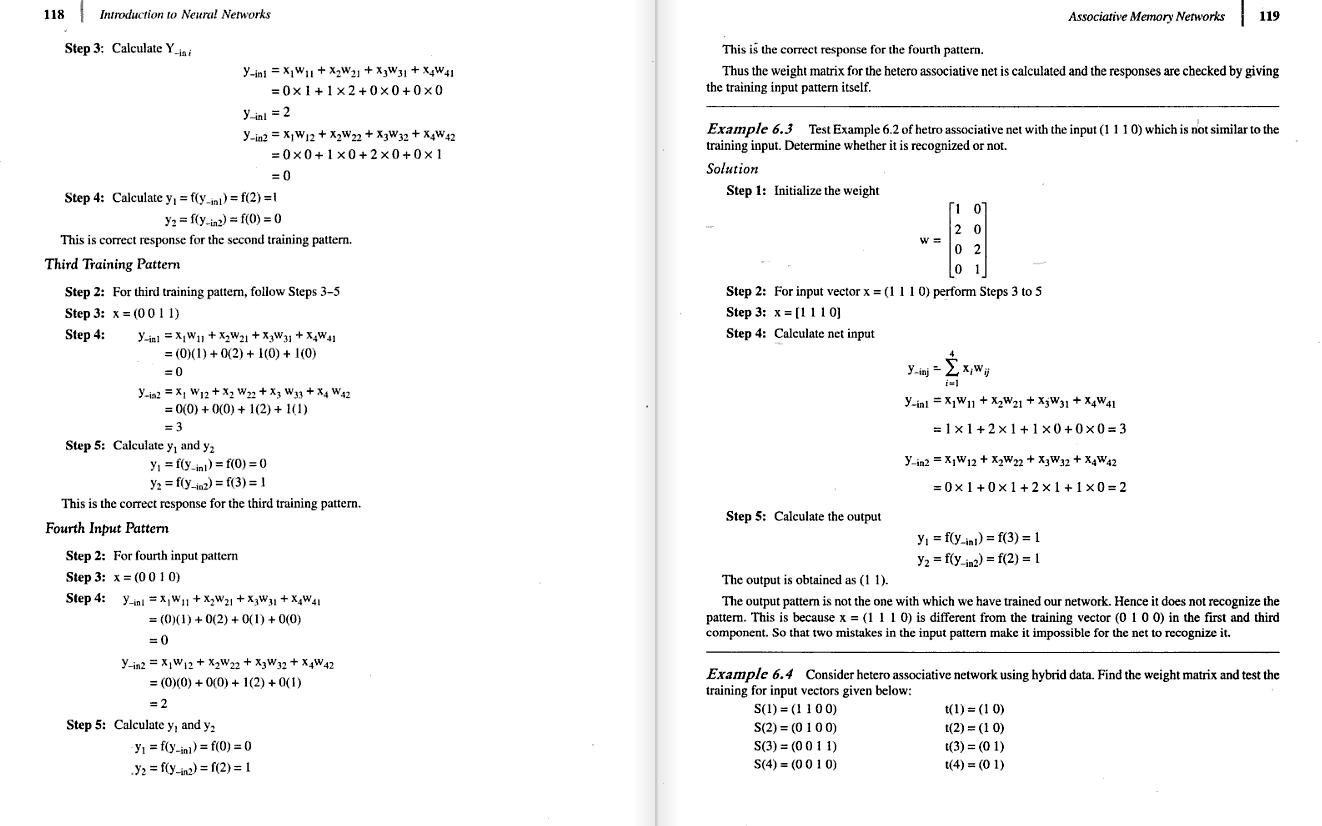 118 | Introduction to Neural Networks
Step 3: Calculate Y_in i
y_in1 = x1w11 + x2w21 + x3w31 + x4w41
= 0 × 1 + 1 × 2 + 0 × 0 + 0 × 0
y_in1 = 2
y_in2 = x1w12 + x2w22 + x3w32 + x4w42
= 0 × 0 + 1 × 0 + 2 × 0 + 0 × 1
= 0
Step 4: Calculate y1 = f(y_in1) = f(2) =1
y2 = f(y_in2) = f(0) = 0
This is correct response for the second training pattern.
Third Training Pattern
Step 2: For third training pattern, follow Steps 3–5
Step 3: x = (0 0 1 1)
Step 4: y_in1 = x1w11 + x2w21 + x3w31 + x4w41
= (0)(1) + 0(2) + 1(0) + 1(0)
= 0
y_in2 = x1 w12 + x2 w22 + x3 w33 + x4 w42
= 0(0) + 0(0) + 1(2) + 1(1)
= 3
Step 5: Calculate y1 and y2
y1 = f(y_in1) = f(0) = 0
y2 = f(y_in2) = f(3) = 1
This is the correct response for the third training pattern.
Fourth Input Pattern
Step 2: For fourth input pattern
Step 3: x = (0 0 1 0)
Step 4: y_in1 = x1w11 + x2w21 + x3w31 + x4w41
= (0)(1) + 0(2) + 0(1) + 0(0)
= 0
y_in2 = x1w12 + x2w22 + x3w32 + x4w42
= (0)(0) + 0(0) + 1(2) + 0(1)
= 2
Step 5: Calculate y1 and y2
y1 = f(y_in1) = f(0) = 0
y2 = f(y_in2) = f(2) = 1
Associative Memory Networks | 119
This is the correct response for the fourth pattern.
Thus the weight matrix for the hetero associative net is calculated and the responses are checked by giving
the training input pattern itself.
Example 6.3 Test Example 6.2 of hetro associative net with the input (1 1 1 0) which is not similar to the
training input. Determine whether it is recognized or not.
Solution
Step 1: Initialize the weight
w = [1 0
2 0
0 2
0 1]
Step 2: For input vector x = (1 1 1 0) perform Steps 3 to 5
Step 3: x = [1 1 1 0]
Step 4: Calculate net input
y_inj = 4 ∑ i=1 xi wij
y_in1 = x1w11 + x2w21 + x3w31 + x4w41
= 1 × 1 + 2 × 1 + 1 × 0 + 0 × 0 = 3
y_in2 = x1w12 + x2w22 + x3w32 + x4w42
= 0 × 1 + 0 × 1 + 2 × 1 + 1 × 0 = 2
Step 5: Calculate the output
y1 = f(y_in1) = f(3) = 1
y2 = f(y_in2) = f(2) = 1
The output is obtained as (1 1).
The output pattern is not the one with which we have trained our network. Hence it does not recognize the
pattern. This is because x = (1 1 1 0) is different from the training vector (0 1 0 0) in the first and third
component. So that two mistakes in the input pattern make it impossible for the net to recognize it.
Example 6.4 Consider hetero associative network using hybrid data. Find the weight matrix and test the
training for input vectors given below:
S(1) = (1 1 0 0) t(1) = (1 0)
S(2) = (0 1 0 0) t(2) = (1 0)
S(3) = (0 0 1 1) t(3) = (0 1)
S(4) = (0 0 1 0) t(4) = (0 1)